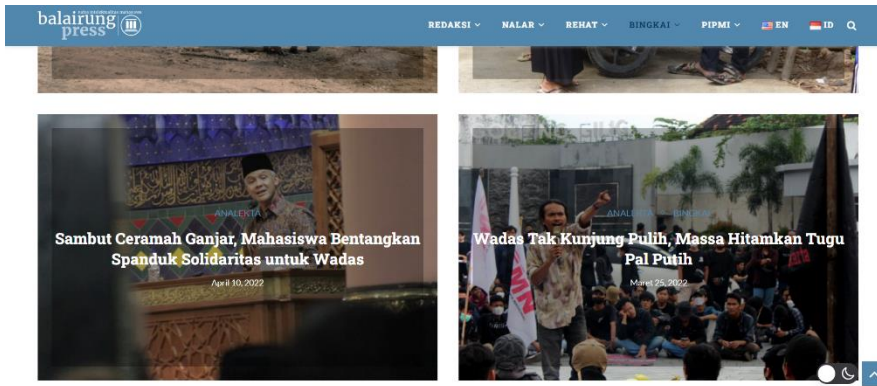 balairung
press
REDAKSI
NALAR
REHAT
BINGKAI
PIPMI
EN
ID
ANALEKTA
Sambut Ceramah Ganjar, Mahasiswa Bentangkan
Spanduk Solidaritas untuk Wadas
April 10, 2022
ANALEKTA BINGKAI
Wadas Tak Kunjung Pulih, Massa Hitamkan Tugu
Pal Putih
Maret 25, 2022